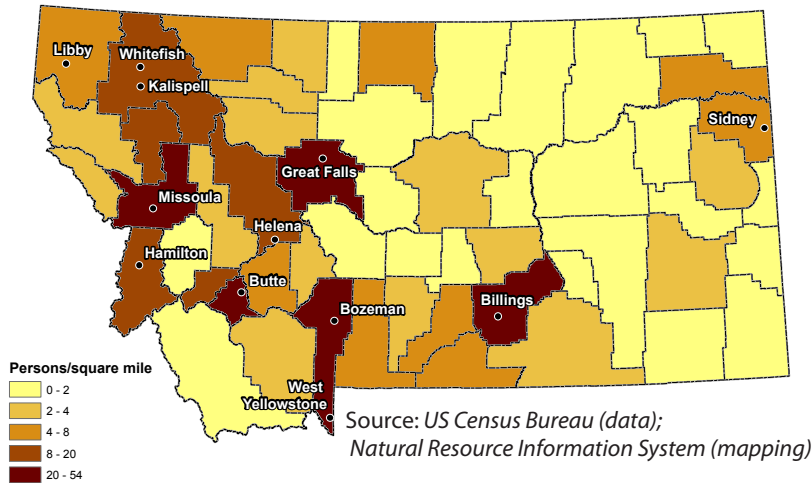 Libby
Whitefish
Kalispell
Sidney
Great Falls
Missoula
Helena
Hamilton
Butte
Billings
Bozeman
West
Yellowstone
Persons/square mile
0 - 2
2 - 4
4 - 8
8 - 20
20 - 54
Source: US Census Bureau (data);
Natural Resource Information System (mapping)